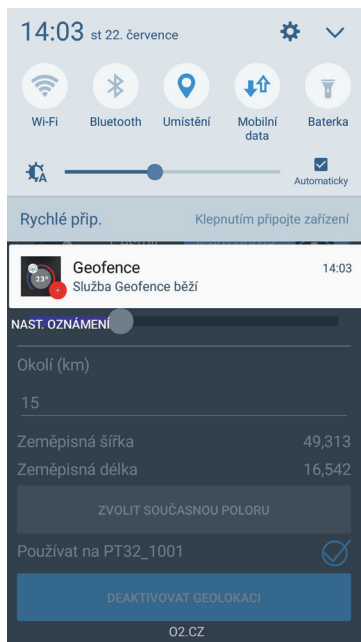 14:03 st 22. července
Wi-Fi Bluetooth Umístění Mobilní data Baterka
A
Automaticky
Rychlé přip. Klepnutím připojte zařízení
23°
Geofence 14:03
Služba Geofence běží
NAST. OZNÁMENÍ
Okolí (km)
15
Zeměpisná šířka 49,313
Zeměpisná délka 16,542
ZVOLIT SOUČASNOU POLORU
Používat na PT32_1001
DEAKTIVOVAT GEOLOKACI
O2.CZ